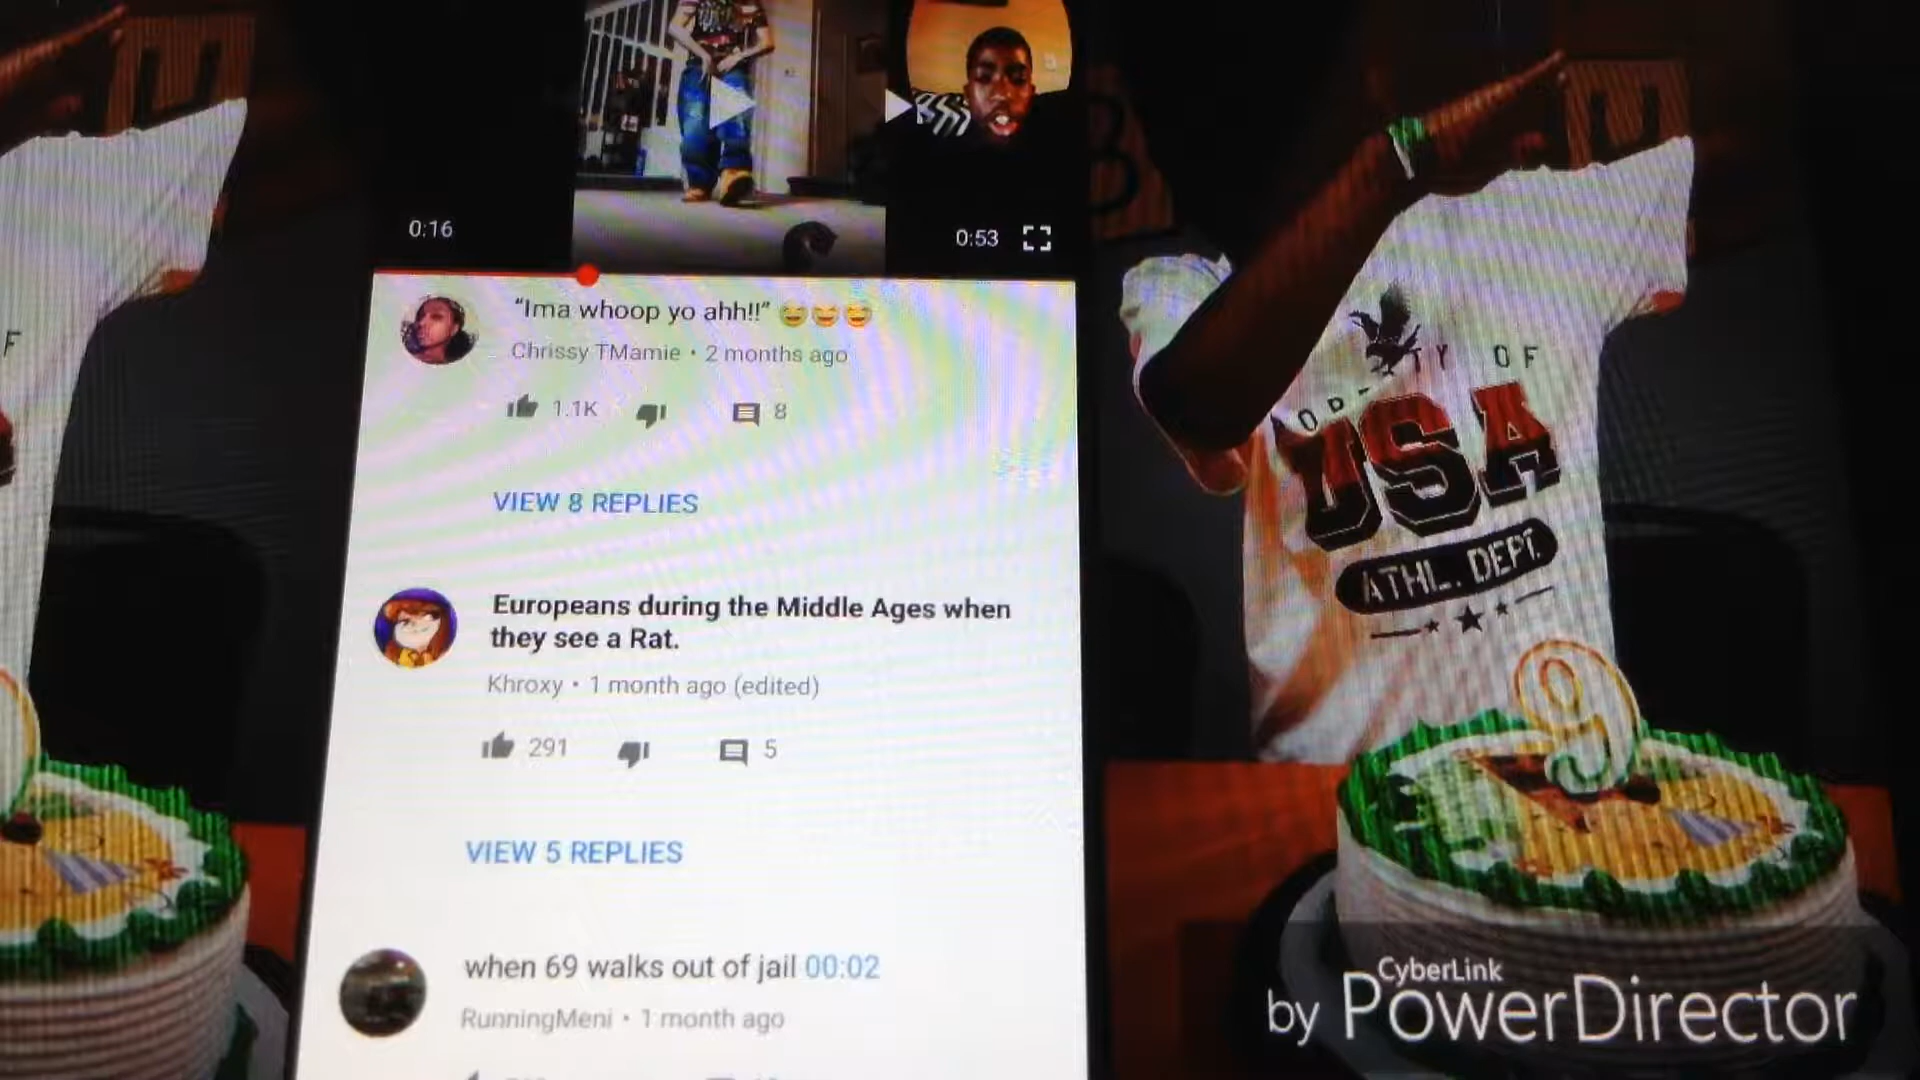 0:16
0:53
“Ima whoop yo ahh!!” 😆😆😆
Chrissy TMamie • 2 months ago
1.1K
8
VIEW 8 REPLIES
Europeans during the Middle Ages when
they see a Rat.
Khroxy • 1 month ago (edited)
291
5
VIEW 5 REPLIES
when 69 walks out of jail 00:02
RunningMeni • 1 month ago
F
TY OF
USA
ATHL. DEPT.
9
CyberLink
by PowerDirector